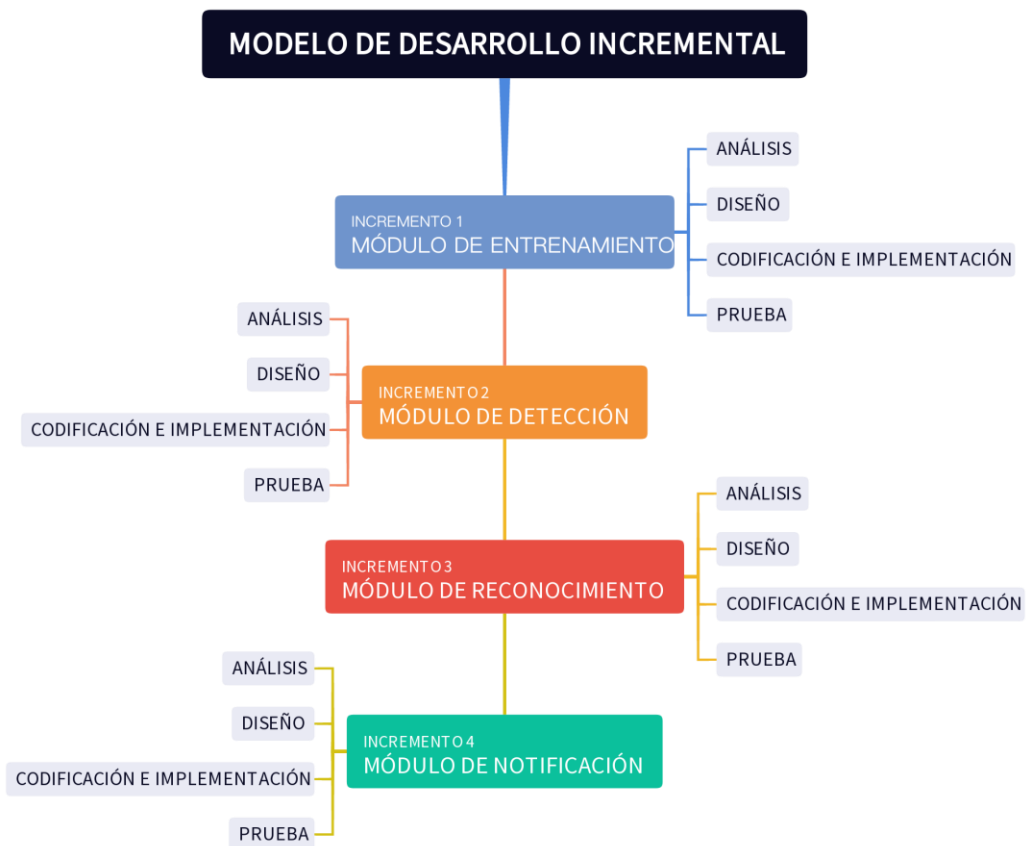 MODELO DE DESARROLLO INCREMENTAL
INCREMENTO 1
MÓDULO DE ENTRENAMIENTO
ANÁLISIS
DISEÑO
CODIFICACIÓN E IMPLEMENTACIÓN
PRUEBA
INCREMENTO 2
MÓDULO DE DETECCIÓN
ANÁLISIS
DISEÑO
CODIFICACIÓN E IMPLEMENTACIÓN
PRUEBA
INCREMENTO 3
MÓDULO DE RECONOCIMIENTO
ANÁLISIS
DISEÑO
CODIFICACIÓN E IMPLEMENTACIÓN
PRUEBA
INCREMENTO 4
MÓDULO DE NOTIFICACIÓN
ANÁLISIS
DISEÑO
CODIFICACIÓN E IMPLEMENTACIÓN
PRUEBA